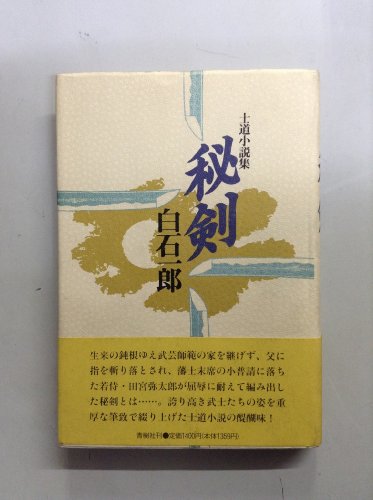 士道小説集
秘剣
白石一郎
生来の鈍根ゆえ武芸師範の家を継げず、父に
指を斬り落とされ、藩士末席の小普請に落ち
た若侍・田宮弥太郎が屈辱に耐えて編み出し
た秘剣とは……。誇り高き武士たちの姿を重
厚な筆致で綴り上げた士道小説の醍醐味！
青樹社刊●定価1400円(本体1359円)